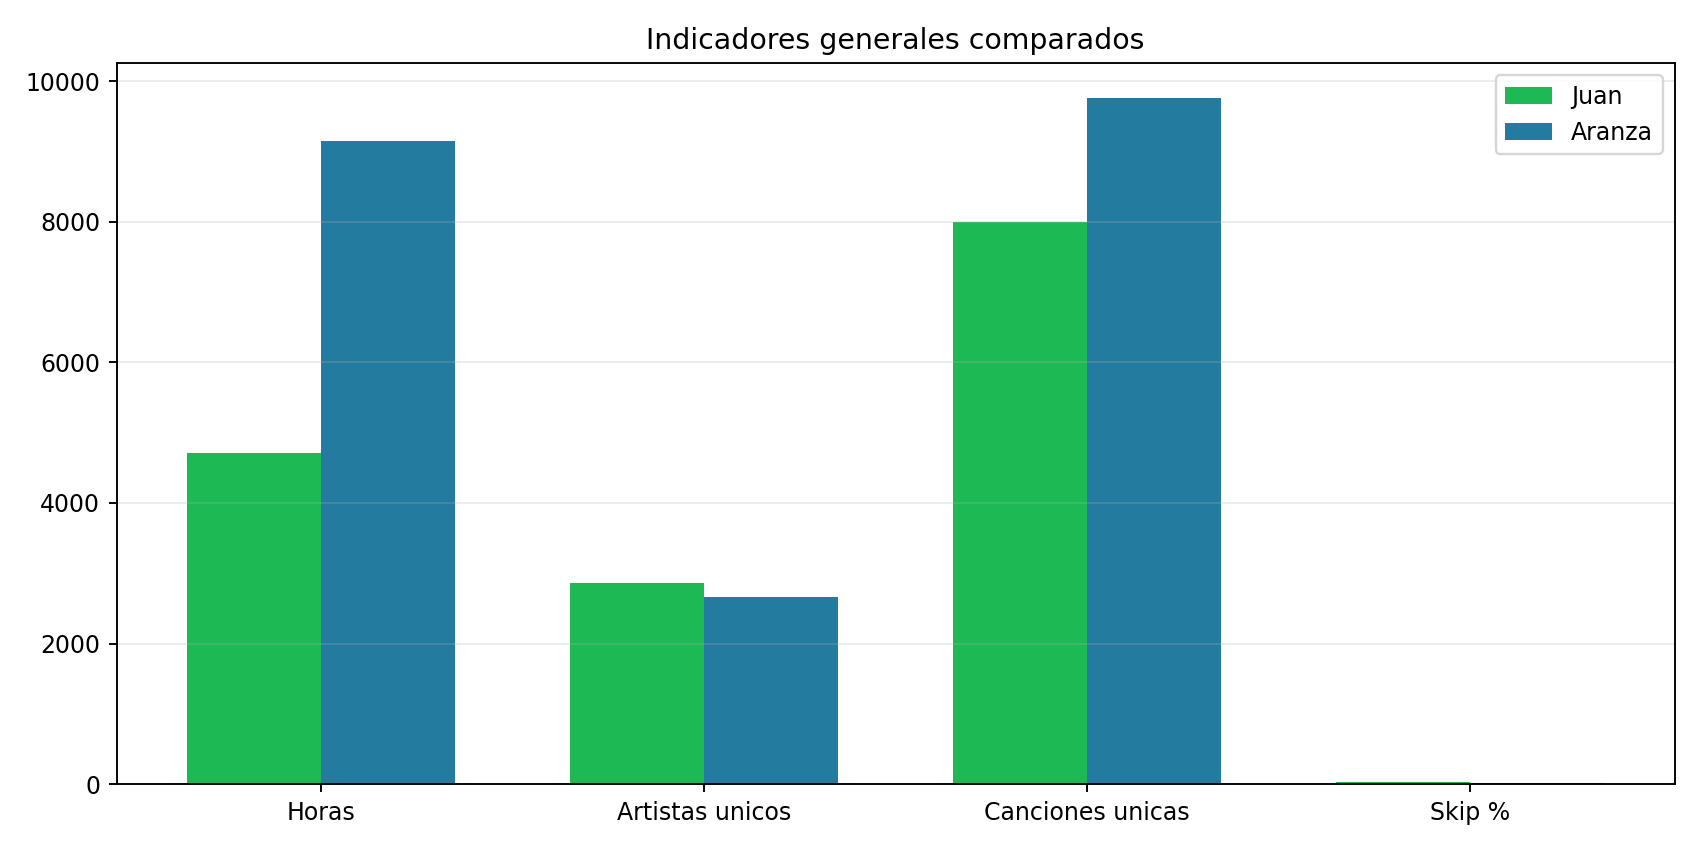 Indicadores generales comparados
10000
8000
6000
4000
2000
0
Juan
Aranza
Horas
Artistas unicos
Canciones unicas
Skip %